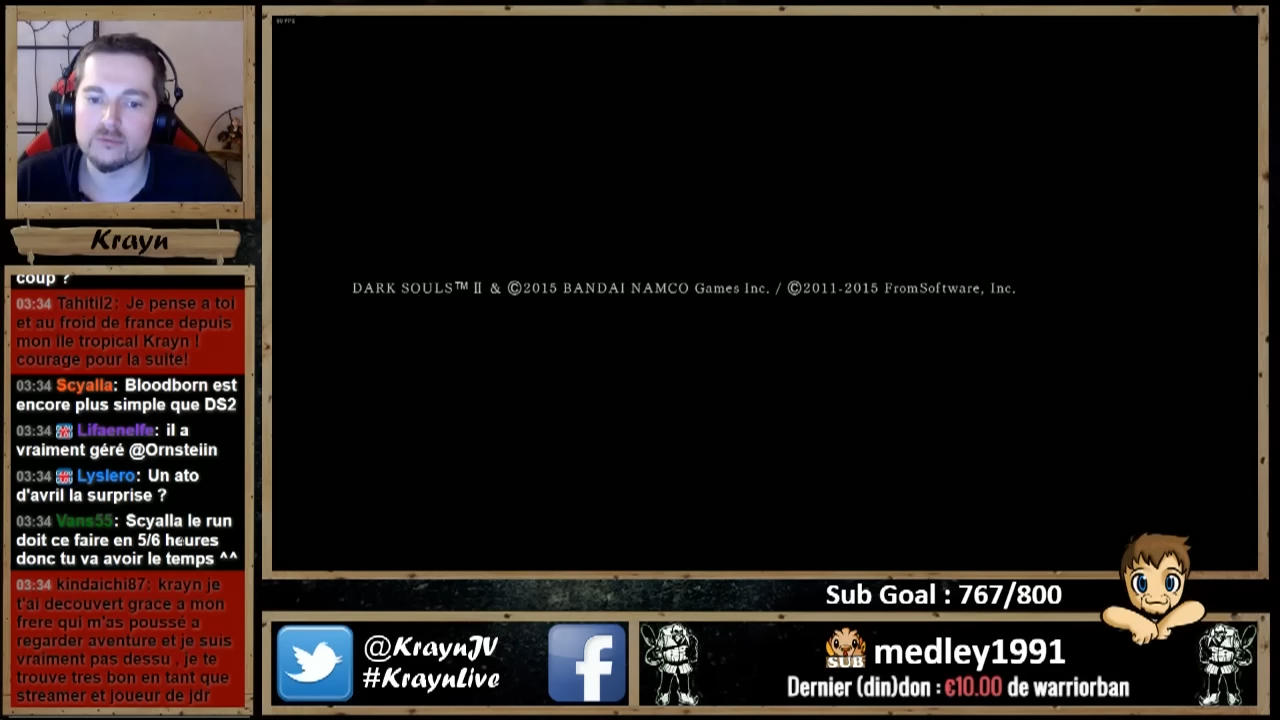 60 FPS
Krayn
coup ?
03:34 Tahitil2: Je pense a toi
et au froid de france depuis
mon ile tropical Krayn !
courage pour la suite!
03:34 Scyalla: Bloodborn est
encore plus simple que DS2
03:34 Lifaenelfe: il a
vraiment géré @Ornsteiin
03:34 Lyslero: Un ato
d'avril la surprise ?
03:34 Vans55: Scyalla le run
doit ce faire en 5/6 heures
donc tu va avoir le temps ^^
03:34 kindaichi87: krayn je
t'ai decouvert grace a mon
frere qui m'as poussé a
regarder aventure et je suis
vraiment pas dessu , je te
trouve tres bon en tant que
streamer et joueur de jdr
DARK SOULS™ II & ©2015 BANDAI NAMCO Games Inc. / ©2011-2015 FromSoftware, Inc.
Sub Goal : 767/800
@KraynJV
#KraynLive
SUB
medley1991
Dernier (din)don : €10.00 de warriorban